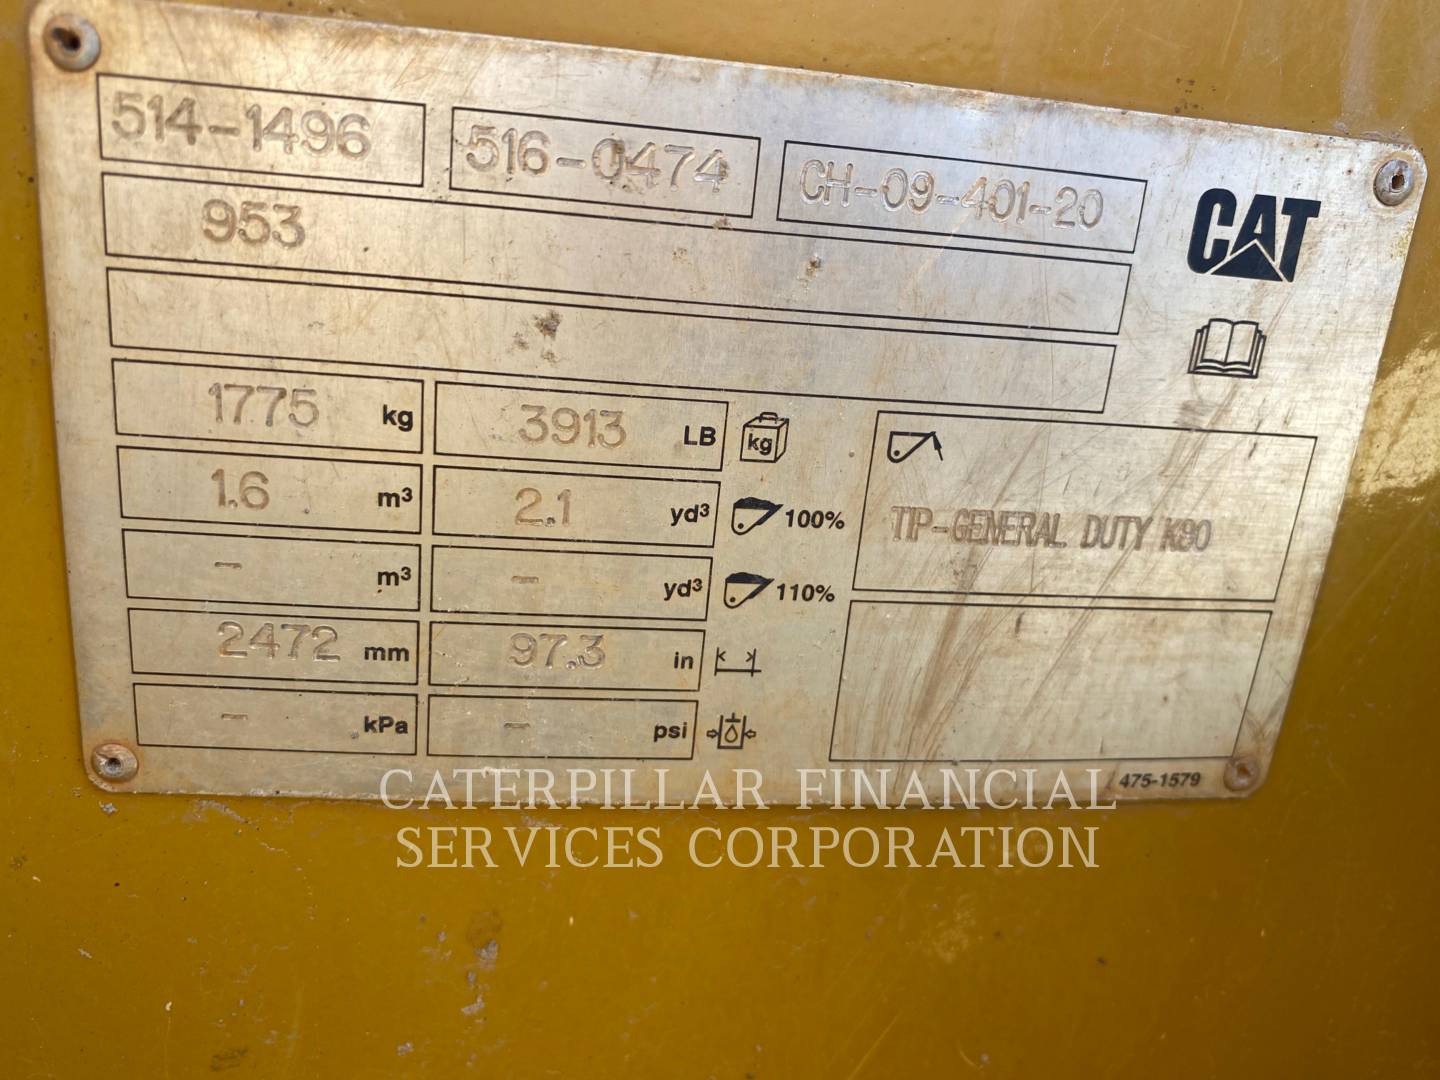 514-1496 516-0474 CH-09-401-20
CAT
953
1775 kg 3913 LB kg
1.6 m³ 2.1 yd³ 100%
TIP-GENERAL DUTY K80
- m³ - yd³ 110%
2472 mm 97.3 in
- kPa - psi
475-1579
CATERPILLAR FINANCIAL
SERVICES CORPORATION